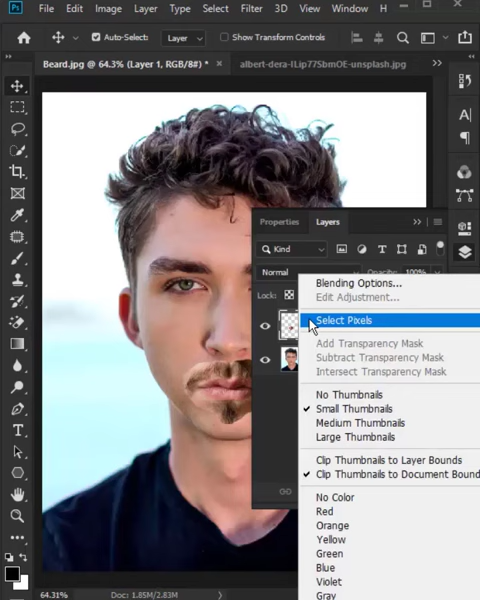 Ps File Edit Image Layer Type Select Filter 3D View Window H
Auto-Select: Layer Show Transform Controls
Beard.jpg @ 64.3% (Layer 1, RGB/8#) * × albert-dera-ILip77SbmOE-unsplash.jpg
Properties Layers
Kind
Normal Opacity: 100%
Lock:
Blending Options...
Edit Adjustment...
Select Pixels
Add Transparency Mask
Subtract Transparency Mask
Intersect Transparency Mask
No Thumbnails
Small Thumbnails
Medium Thumbnails
Large Thumbnails
Clip Thumbnails to Layer Bounds
Clip Thumbnails to Document Bound
No Color
Red
Orange
Yellow
Green
Blue
Violet
Gray
64.31% Doc: 1.85M/2.83M